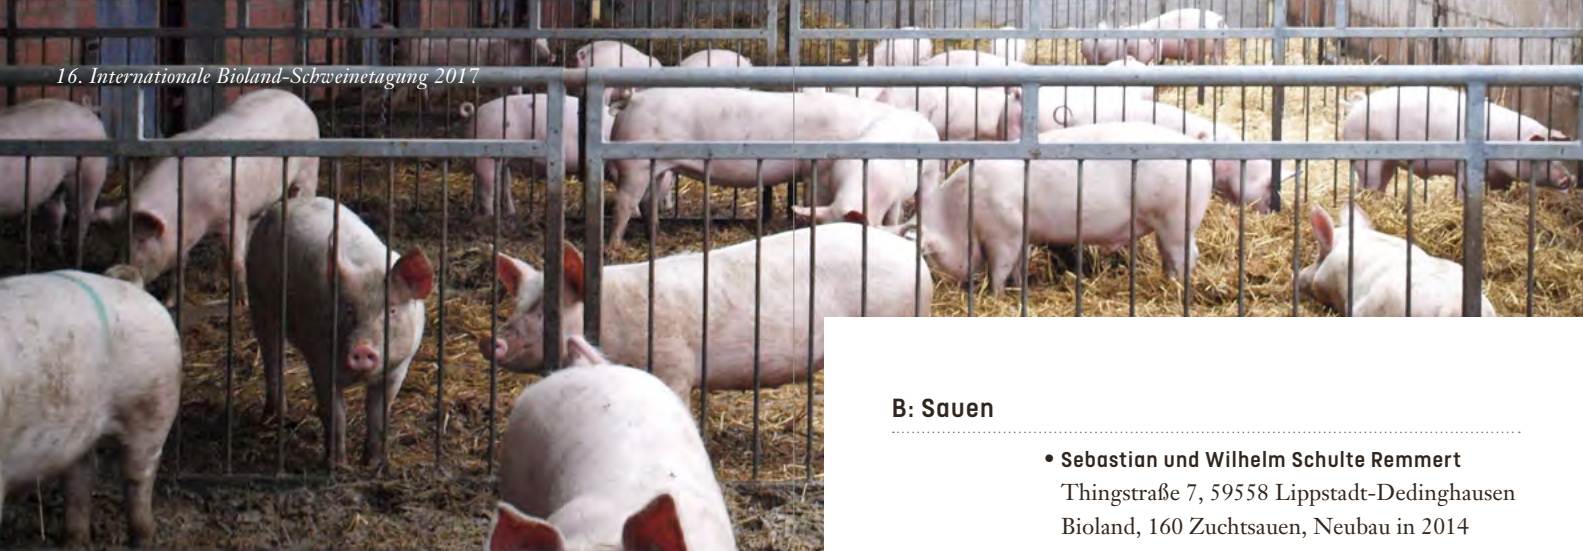 16. Internationale Bioland-Schweinetagung 2017
B: Sauen
• Sebastian und Wilhelm Schulte Remmert
Thingstraße 7, 59558 Lippstadt-Dedinghausen
Bioland, 160 Zuchtsauen, Neubau in 2014